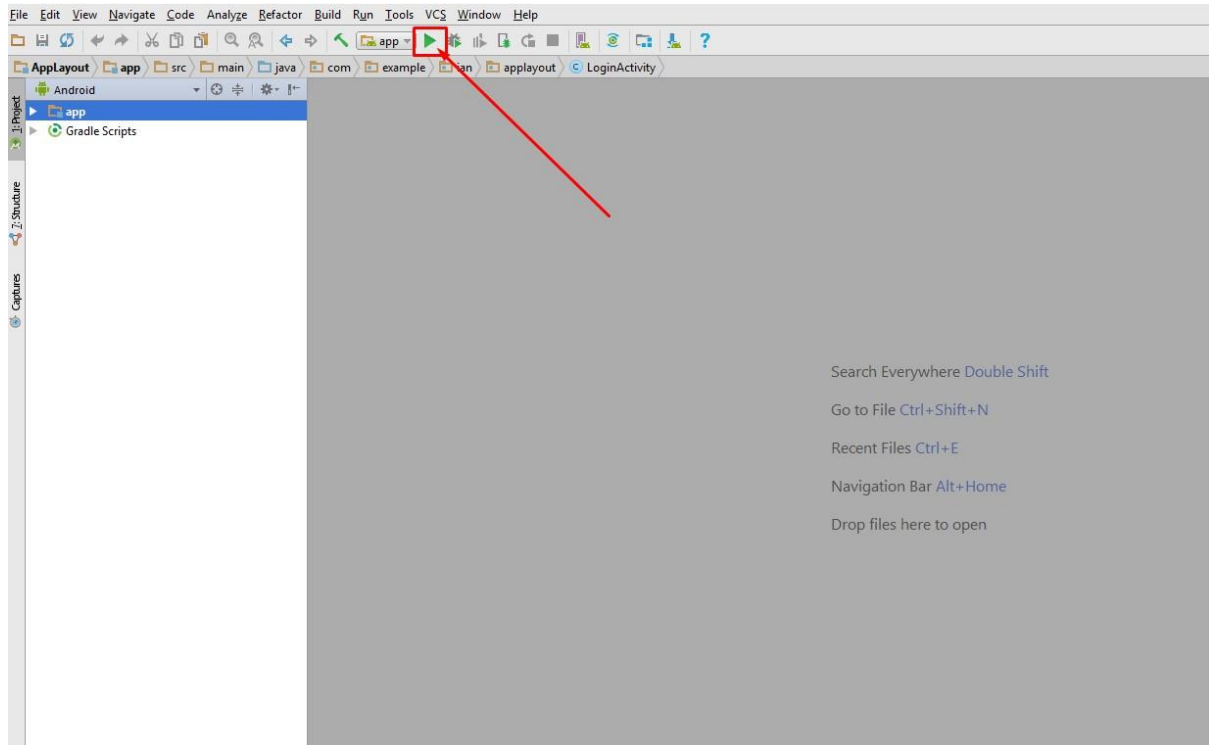 File Edit View Navigate Code Analyze Refactor Build Run Tools VCS Window Help
app ?
AppLayout app src main java com example ian applayout C LoginActivity
Android
1: Project
app
Gradle Scripts
7: Structure
Captures
Search Everywhere Double Shift
Go to File Ctrl+Shift+N
Recent Files Ctrl+E
Navigation Bar Alt+Home
Drop files here to open